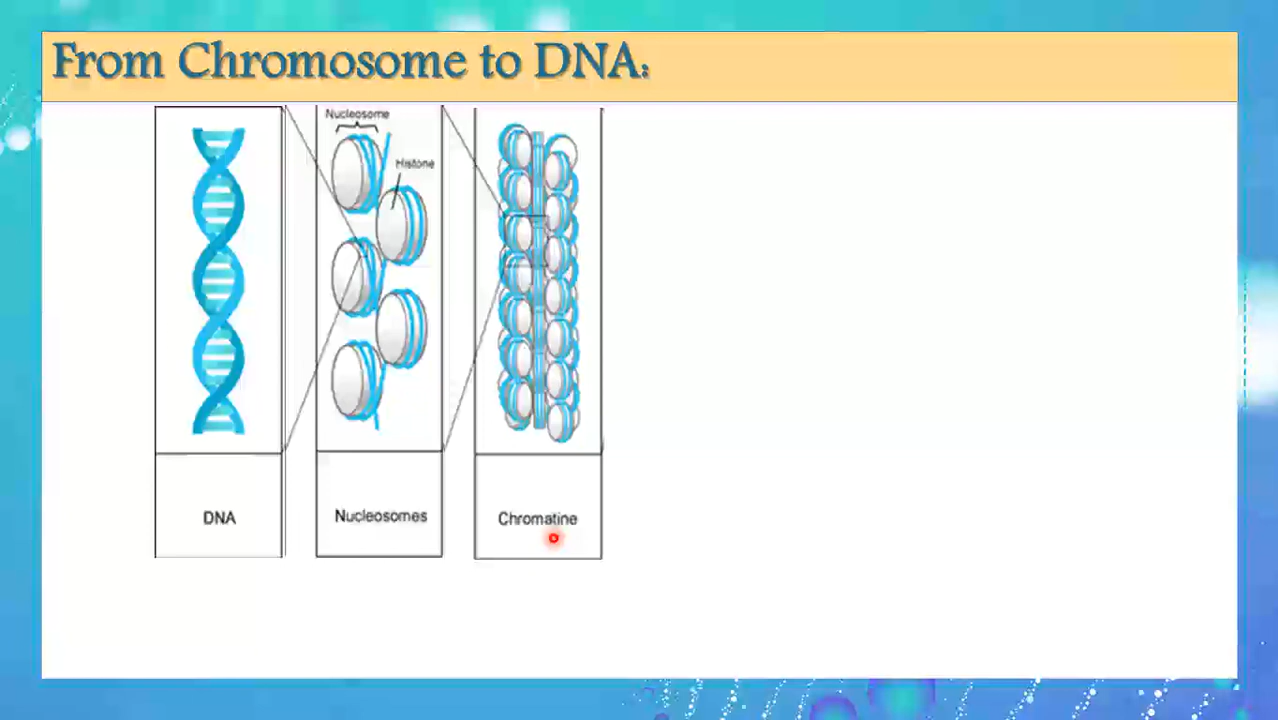 From Chromosome to DNA:
Nucleosome
Histone
DNA
Nucleosomes
Chromatine